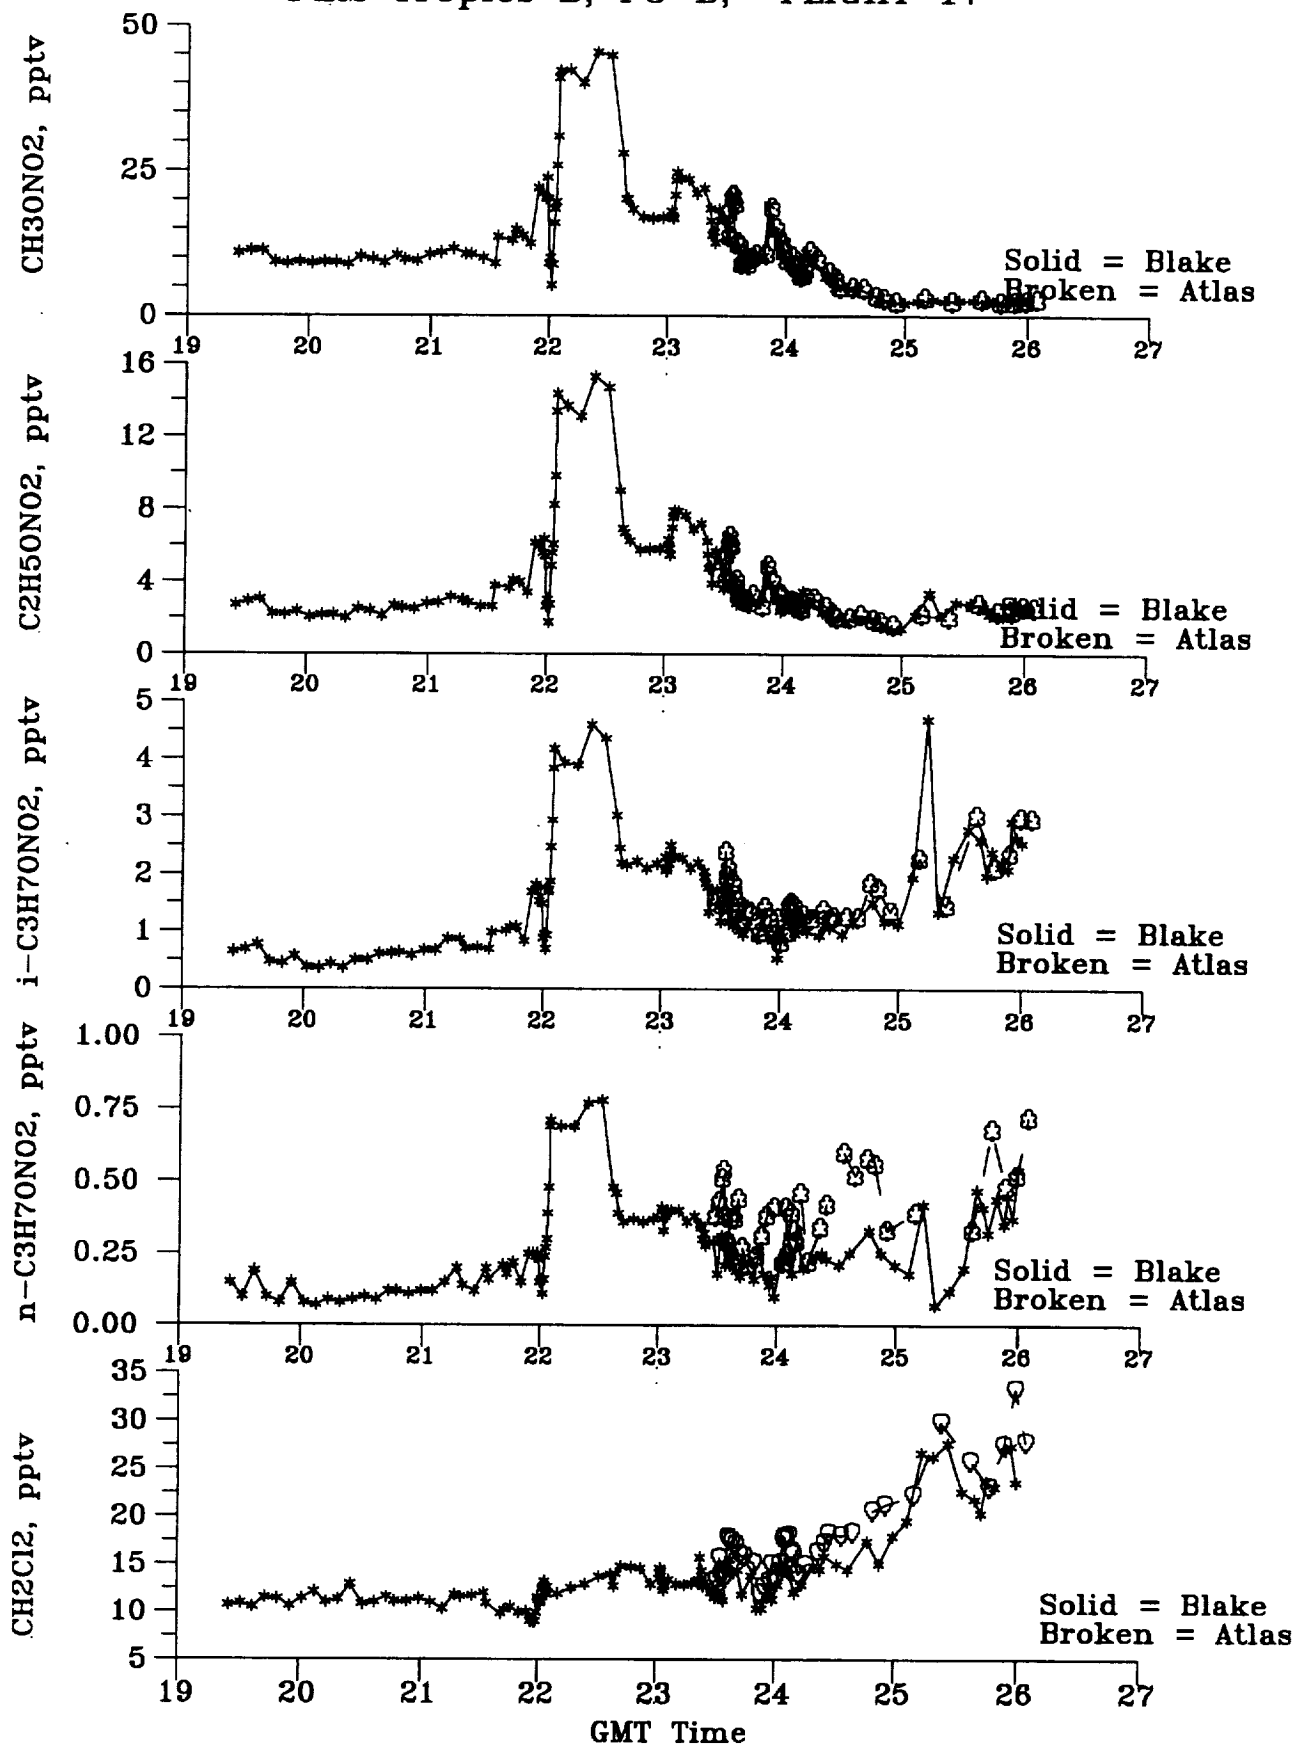 50
25
0
CH3ONO2, pptv
Solid = Blake
Broken = Atlas
19 20 21 22 23 24 25 26 27
16
12
8
4
0
C2H5ONO2, pptv
Solid = Blake
Broken = Atlas
19 20 21 22 23 24 25 26 27
5
4
3
2
1
0
i-C3H7ONO2, pptv
Solid = Blake
Broken = Atlas
19 20 21 22 23 24 25 26 27
1.00
0.75
0.50
0.25
0.00
n-C3H7ONO2, pptv
Solid = Blake
Broken = Atlas
19 20 21 22 23 24 25 26 27
35
30
25
20
15
10
5
CH2Cl2, pptv
Solid = Blake
Broken = Atlas
19 20 21 22 23 24 25 26 27
GMT Time